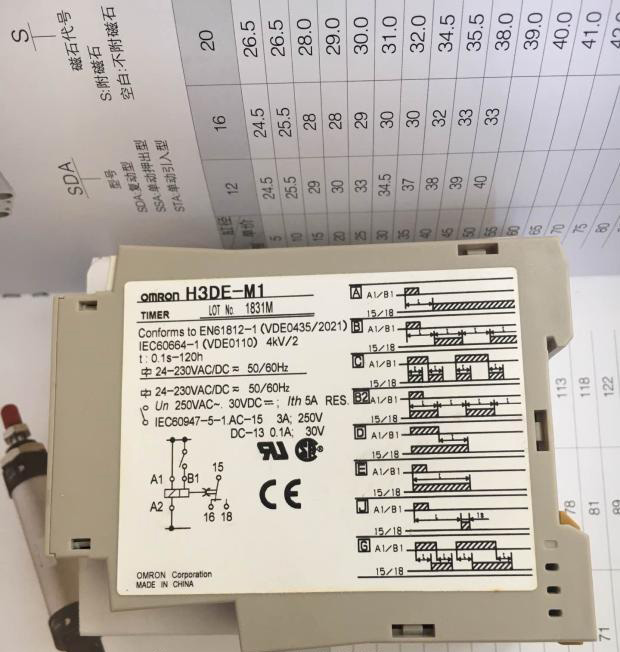 omron H3DE-M1
TIMER LOT No. 1831M
Conforms to EN61812-1 (VDE0435/2021)
IEC60664-1 (VDE0110) 4kV/2
t: 0.1s-120h
24-230VAC/DC ≂ 50/60Hz
24-230VAC/DC ≂ 50/60Hz
Un 250VAC~. 30VDC⎓; Ith 5A RES.
IEC60947-5-1.AC-15 3A; 250V
DC-13 0.1A; 30V
15
A1 B1
A2
16 18
CE
OMRON Corporation
MADE IN CHINA
A A1/B1
15/18
B A1/B1
15/18
C A1/B1
15/18
B2 A1/B1
15/18
D A1/B1
15/18
E A1/B1
15/18
J A1/B1
15/18
G A1/B1
15/18
S
磁石代号
S:附磁石
空白:不附磁石
SDA
型号
SDA:复动型
SSA:单动押出型
STA:单动引入型
缸径 12 16 20
5 24.5 24.5 26.5
10 25.5 25.5 26.5
15 29 28 28.0
20 30 28 29.0
25 33 29 30.0
30 34.5 30 31.0
35 37 30 32.0
40 38 32 34.5
45 39 33 35.5
50 40 33 38.0
39.0
60 40.0
65 41.0
70
75
113
118
122
78
81
89
71